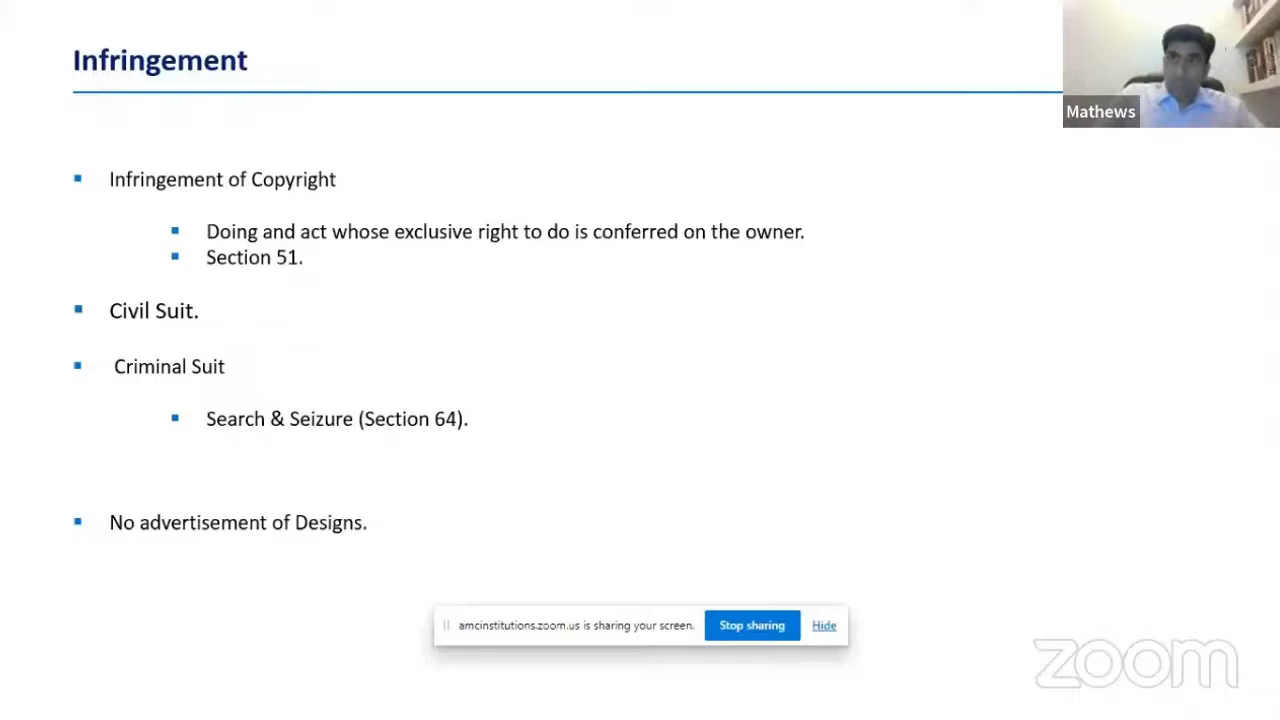 Infringement
Mathews
Infringement of Copyright
Doing and act whose exclusive right to do is conferred on the owner.
Section 51.
Civil Suit.
Criminal Suit
Search & Seizure (Section 64).
No advertisement of Designs.
amcinstitutions.zoom.us is sharing your screen. Stop sharing Hide
zoom